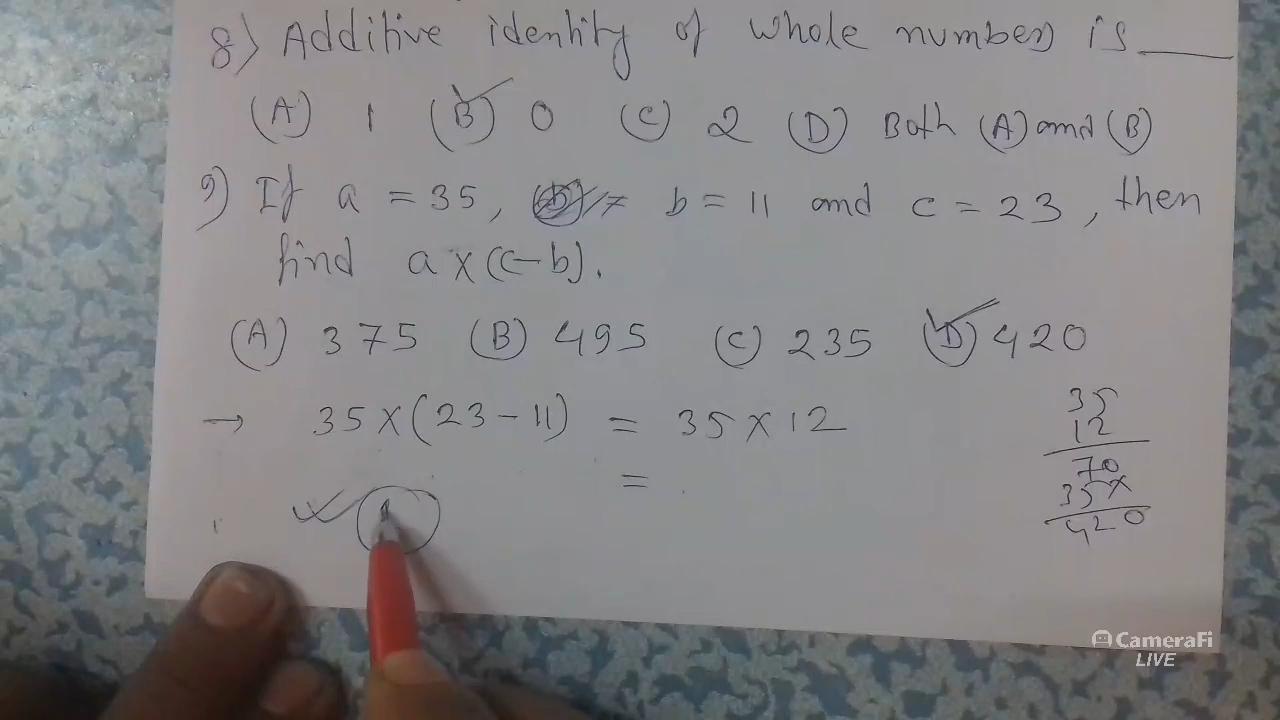 8) Additive identity of whole numbers is ____
(A) 1 (B) 0 (C) 2 (D) Both (A) and (B)
9) If a = 35, b = 11 and c = 23, then
find a × (c - b).
(A) 375 (B) 495 (C) 235 (D) 420
→ 35 × (23 - 11) = 35 × 12
=
35
12
70
35×
420
CameraFi
LIVE